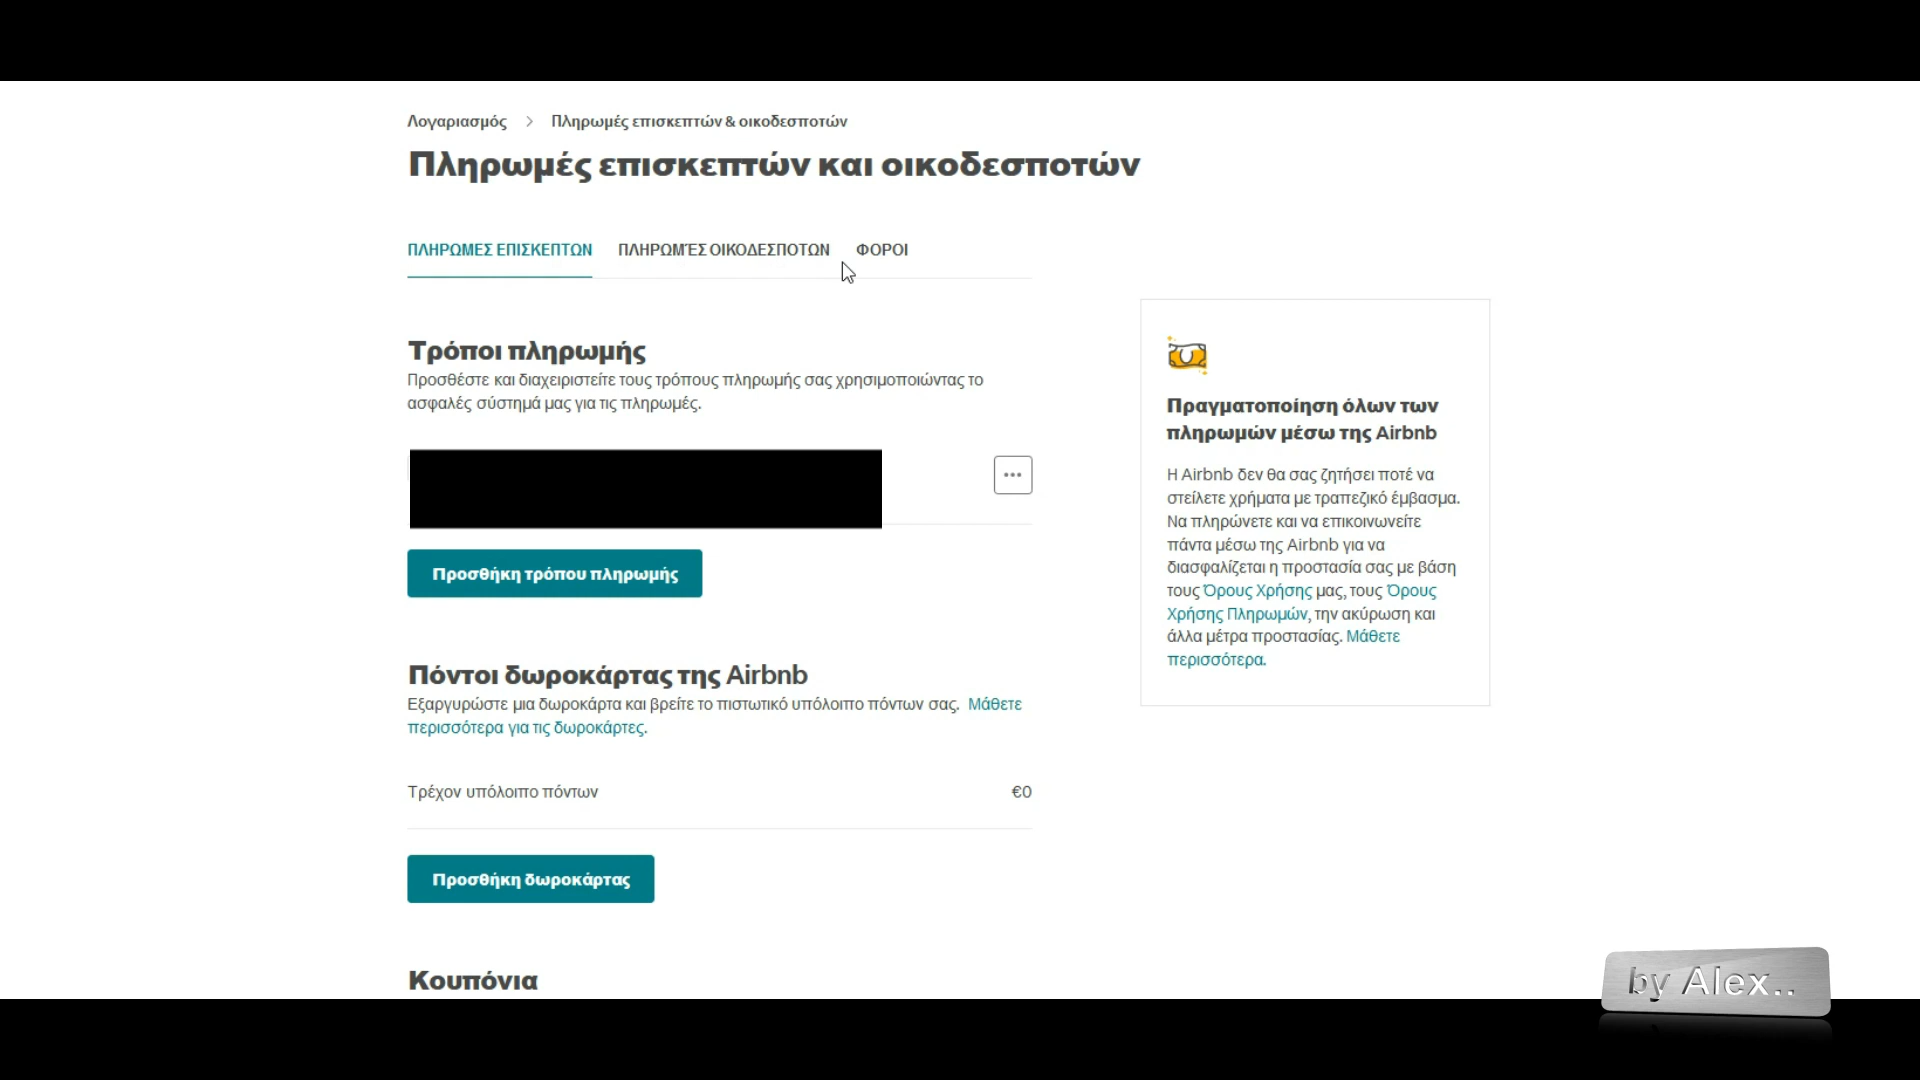 Λογαριασμός > Πληρωμές επισκεπτών & οικοδεσποτών
Πληρωμές επισκεπτών και οικοδεσποτών
ΠΛΗΡΩΜΕΣ ΕΠΙΣΚΕΠΤΩΝ ΠΛΗΡΩΜΈΣ ΟΙΚΟΔΕΣΠΟΤΩΝ ΦΟΡΟΙ
Τρόποι πληρωμής
Προσθέστε και διαχειριστείτε τους τρόπους πληρωμής σας χρησιμοποιώντας το
ασφαλές σύστημά μας για τις πληρωμές.
Προσθήκη τρόπου πληρωμής
Πόντοι δωροκάρτας της Airbnb
Εξαργυρώστε μια δωροκάρτα και βρείτε το πιστωτικό υπόλοιπο πόντων σας. Μάθετε
περισσότερα για τις δωροκάρτες.
Τρέχον υπόλοιπο πόντων €0
Προσθήκη δωροκάρτας
Κουπόνια
Πραγματοποίηση όλων των
πληρωμών μέσω της Airbnb
Η Airbnb δεν θα σας ζητήσει ποτέ να
στείλετε χρήματα με τραπεζικό έμβασμα.
Να πληρώνετε και να επικοινωνείτε
πάντα μέσω της Airbnb για να
διασφαλίζεται η προστασία σας με βάση
τους Όρους Χρήσης μας, τους Όρους
Χρήσης Πληρωμών, την ακύρωση και
άλλα μέτρα προστασίας. Μάθετε
περισσότερα.
by Alex..